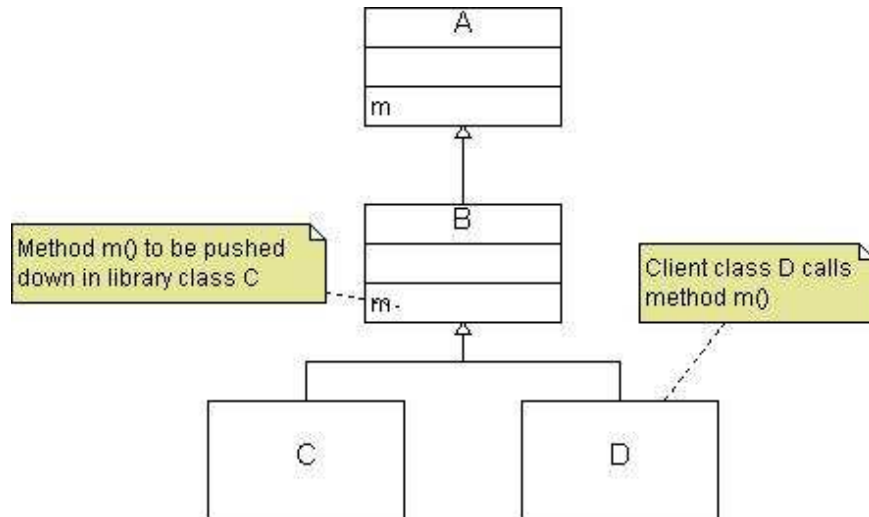 A
m
B
Method m() to be pushed
down in library class C
m
Client class D calls
method m()
C
D